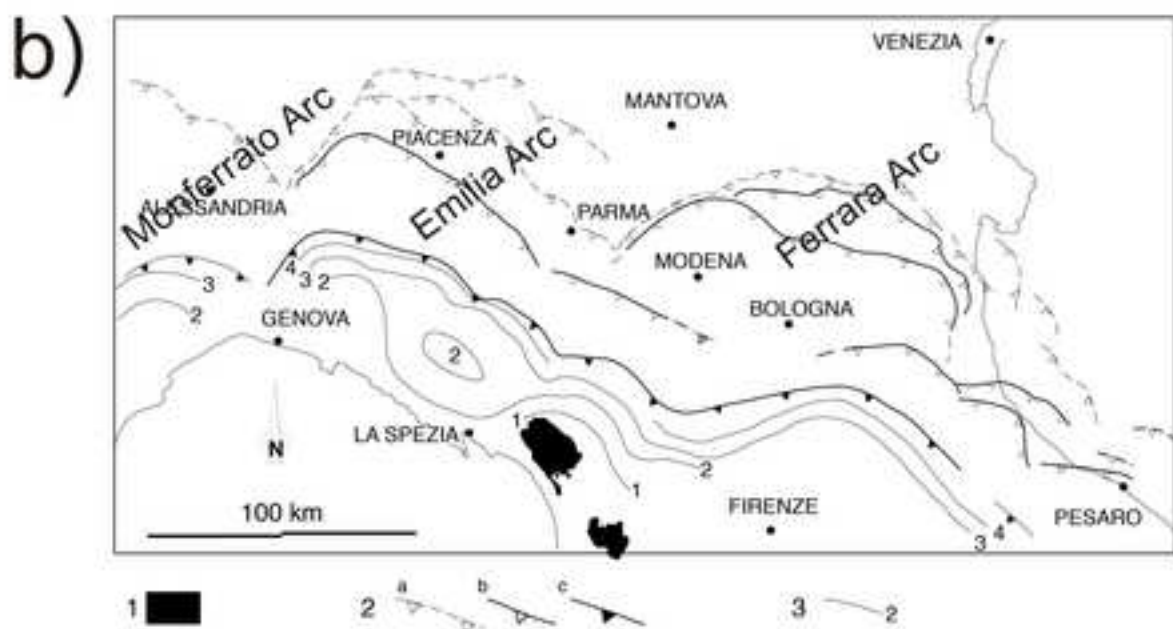 b)
VENEZIA
MANTOVA
Monferrato Arc
PIACENZA
Emilia Arc
Ferrara Arc
ALESSANDRIA
PARMA
MODENA
BOLOGNA
3
2
4
3
2
GENOVA
2
1
LA SPEZIA
N
2
1
100 km
FIRENZE
3
4
PESARO
1
2
a
b
c
3
2